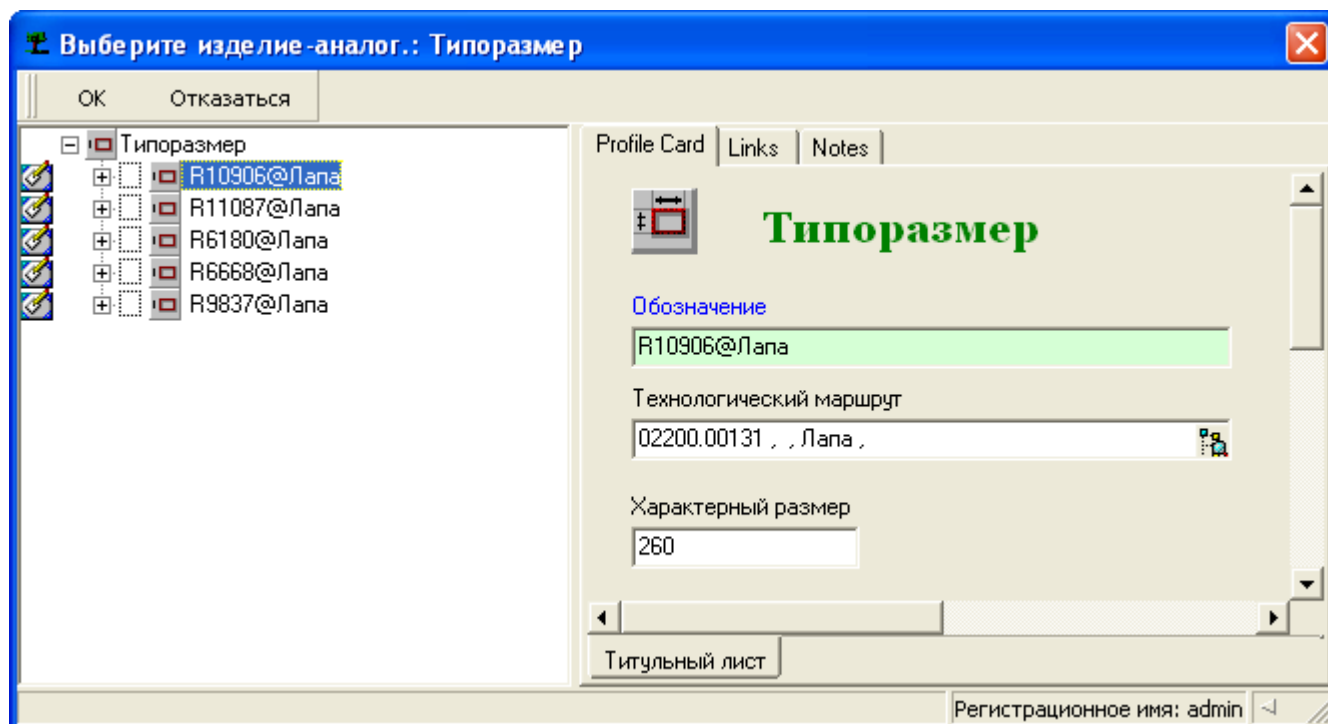 Выберите изделие-аналог.: Типоразмер
OK Отказаться
Типоразмер
R10906@Лапа
R11087@Лапа
R6180@Лапа
R6668@Лапа
R9837@Лапа
Profile Card Links Notes
Типоразмер
Обозначение
R10906@Лапа
Технологический маршрут
02200.00131 , , Лапа ,
Характерный размер
260
Титульный лист
Регистрационное имя: admin